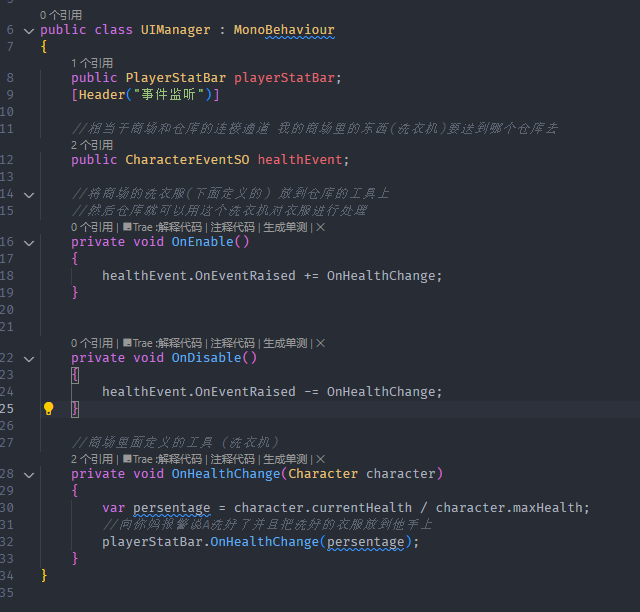 0 个引用
6 public class UIManager : MonoBehaviour
7 {
1 个引用
8 public PlayerStatBar playerStatBar;
9 [Header("事件监听")]
10
11 //相当于商场和仓库的连接通道 我的商场里的东西(洗衣机)要送到哪个仓库去
2 个引用
12 public CharacterEventSO healthEvent;
13
14 //将商场的洗衣服(下面定义的) 放到仓库的工具上
15 //然后仓库就可以用这个洗衣机对衣服进行处理
0 个引用 | Trae :解释代码 | 注释代码 | 生成单测 | ×
16 private void OnEnable()
17 {
18 healthEvent.OnEventRaised += OnHealthChange;
19 }
20
21
0 个引用 | Trae :解释代码 | 注释代码 | 生成单测 | ×
22 private void OnDisable()
23 {
24 healthEvent.OnEventRaised -= OnHealthChange;
25 }
26
27 //商场里面定义的工具 (洗衣机)
2 个引用 | Trae :解释代码 | 注释代码 | 生成单测 | ×
28 private void OnHealthChange(Character character)
29 {
30 var persentage = character.currentHealth / character.maxHealth;
31 //向你妈报警说A洗好了并且把洗好的衣服放到他手上
32 playerStatBar.OnHealthChange(persentage);
33 }
34 }
35